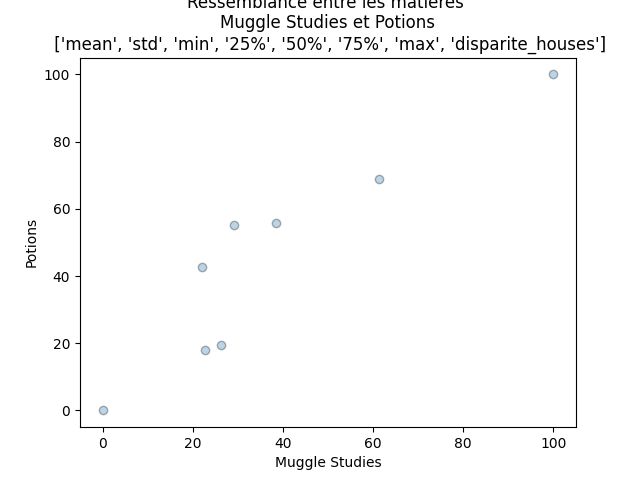 Ressemblance entre les matières
Muggle Studies et Potions
['mean', 'std', 'min', '25%', '50%', '75%', 'max', 'disparite_houses']
100
80
60
40
20
0
Potions
0 20 40 60 80 100
Muggle Studies